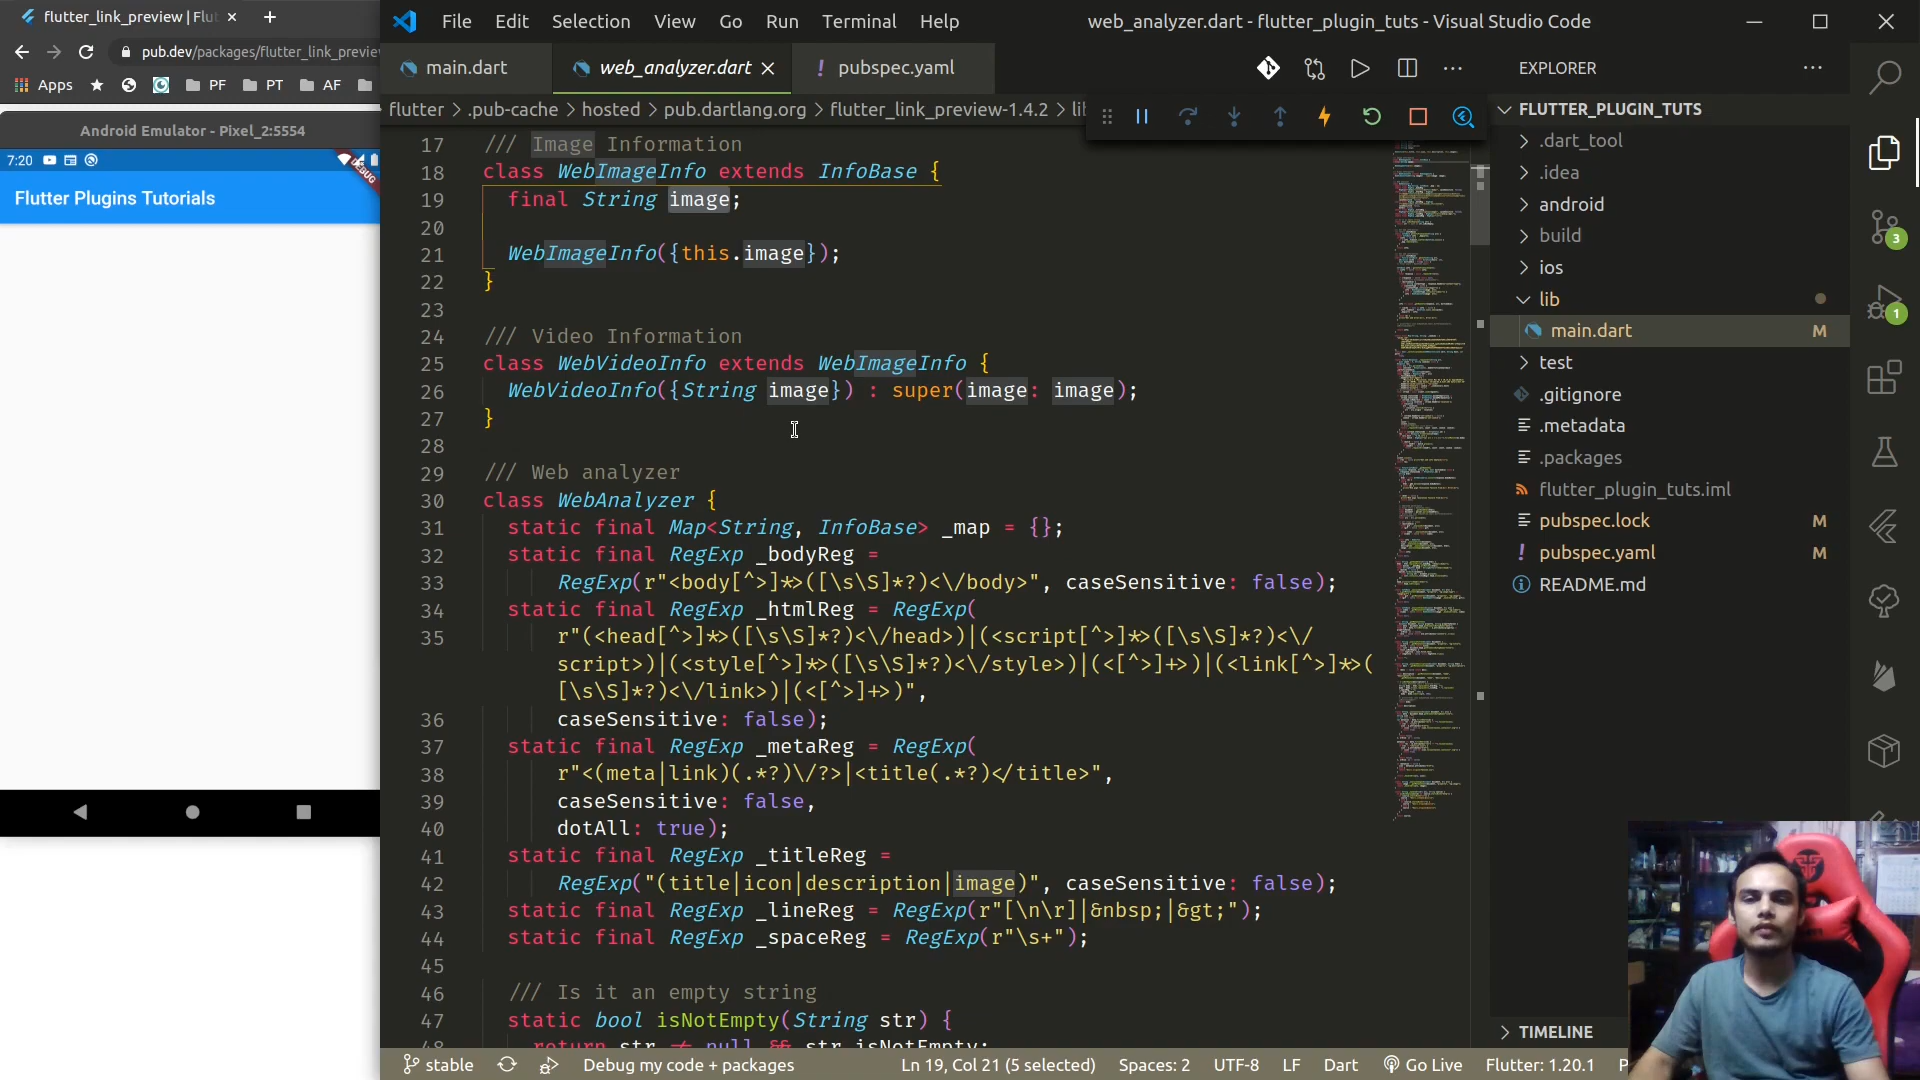 flutter_link_preview | Flut
pub.dev/packages/flutter_link_preview
Apps PF PT AF
Android Emulator - Pixel_2:5554
7:20
DEBUG
Flutter Plugins Tutorials
File Edit Selection View Go Run Terminal Help
web_analyzer.dart - flutter_plugin_tuts - Visual Studio Code
main.dart
web_analyzer.dart
! pubspec.yaml
flutter > .pub-cache > hosted > pub.dartlang.org > flutter_link_preview-1.4.2 > lib
17 /// Image Information
18 class WebImageInfo extends InfoBase {
19 final String image;
20
21 WebImageInfo({this.image});
22 }
23
24 /// Video Information
25 class WebVideoInfo extends WebImageInfo {
26 WebVideoInfo({String image}) : super(image: image);
27 }
28
29 /// Web analyzer
30 class WebAnalyzer {
31 static final Map<String, InfoBase> _map = {};
32 static final RegExp _bodyReg =
33 RegExp(r"<body[^>]*>([\s\S]*?)<\/body>", caseSensitive: false);
34 static final RegExp _htmlReg = RegExp(
35 r"(<head[^>]*>([\s\S]*?)<\/head>)|(<script[^>]*>([\s\S]*?)<\/
script>)|(<style[^>]*>([\s\S]*?)<\/style>)|(<[^>]+>)|(<link[^>]*>(
[\s\S]*?)<\/link>)|(<[^>]+>)",
36 caseSensitive: false);
37 static final RegExp _metaReg = RegExp(
38 r"<(meta|link)(.*?)\/?>|<title(.*?)</title>",
39 caseSensitive: false,
40 dotAll: true);
41 static final RegExp _titleReg =
42 RegExp("(title|icon|description|image)", caseSensitive: false);
43 static final RegExp _lineReg = RegExp(r"[\n\r]|&nbsp;|&gt;");
44 static final RegExp _spaceReg = RegExp(r"\s+");
45
46 /// Is it an empty string
47 static bool isNotEmpty(String str) {
48 return str != null && str.isNotEmpty;
EXPLORER
FLUTTER_PLUGIN_TUTS
.dart_tool
.idea
android
build
ios
lib
main.dart M
test
.gitignore
.metadata
.packages
flutter_plugin_tuts.iml
pubspec.lock M
! pubspec.yaml M
README.md
TIMELINE
3
1
stable
Debug my code + packages
Ln 19, Col 21 (5 selected) Spaces: 2 UTF-8 LF Dart Go Live Flutter: 1.20.1 P